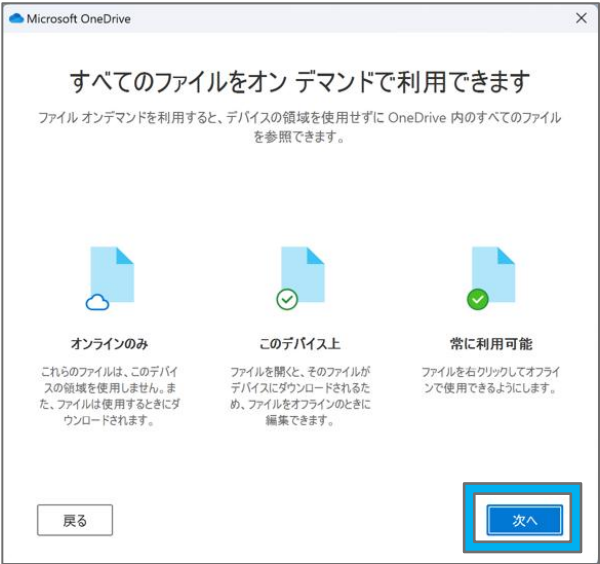 Microsoft OneDrive
すべてのファイルをオン デマンドで利用できます
ファイル オンデマンドを利用すると、デバイスの領域を使用せずに OneDrive 内のすべてのファイル
を参照できます。
オンラインのみ
これらのファイルは、このデバイ
スの領域を使用しません。ま
た、ファイルは使用するときにダ
ウンロードされます。
このデバイス上
ファイルを開くと、そのファイルが
デバイスにダウンロードされるた
め、ファイルをオフラインのときに
編集できます。
常に利用可能
ファイルを右クリックしてオフライ
ンで使用できるようにします。
戻る
次へ